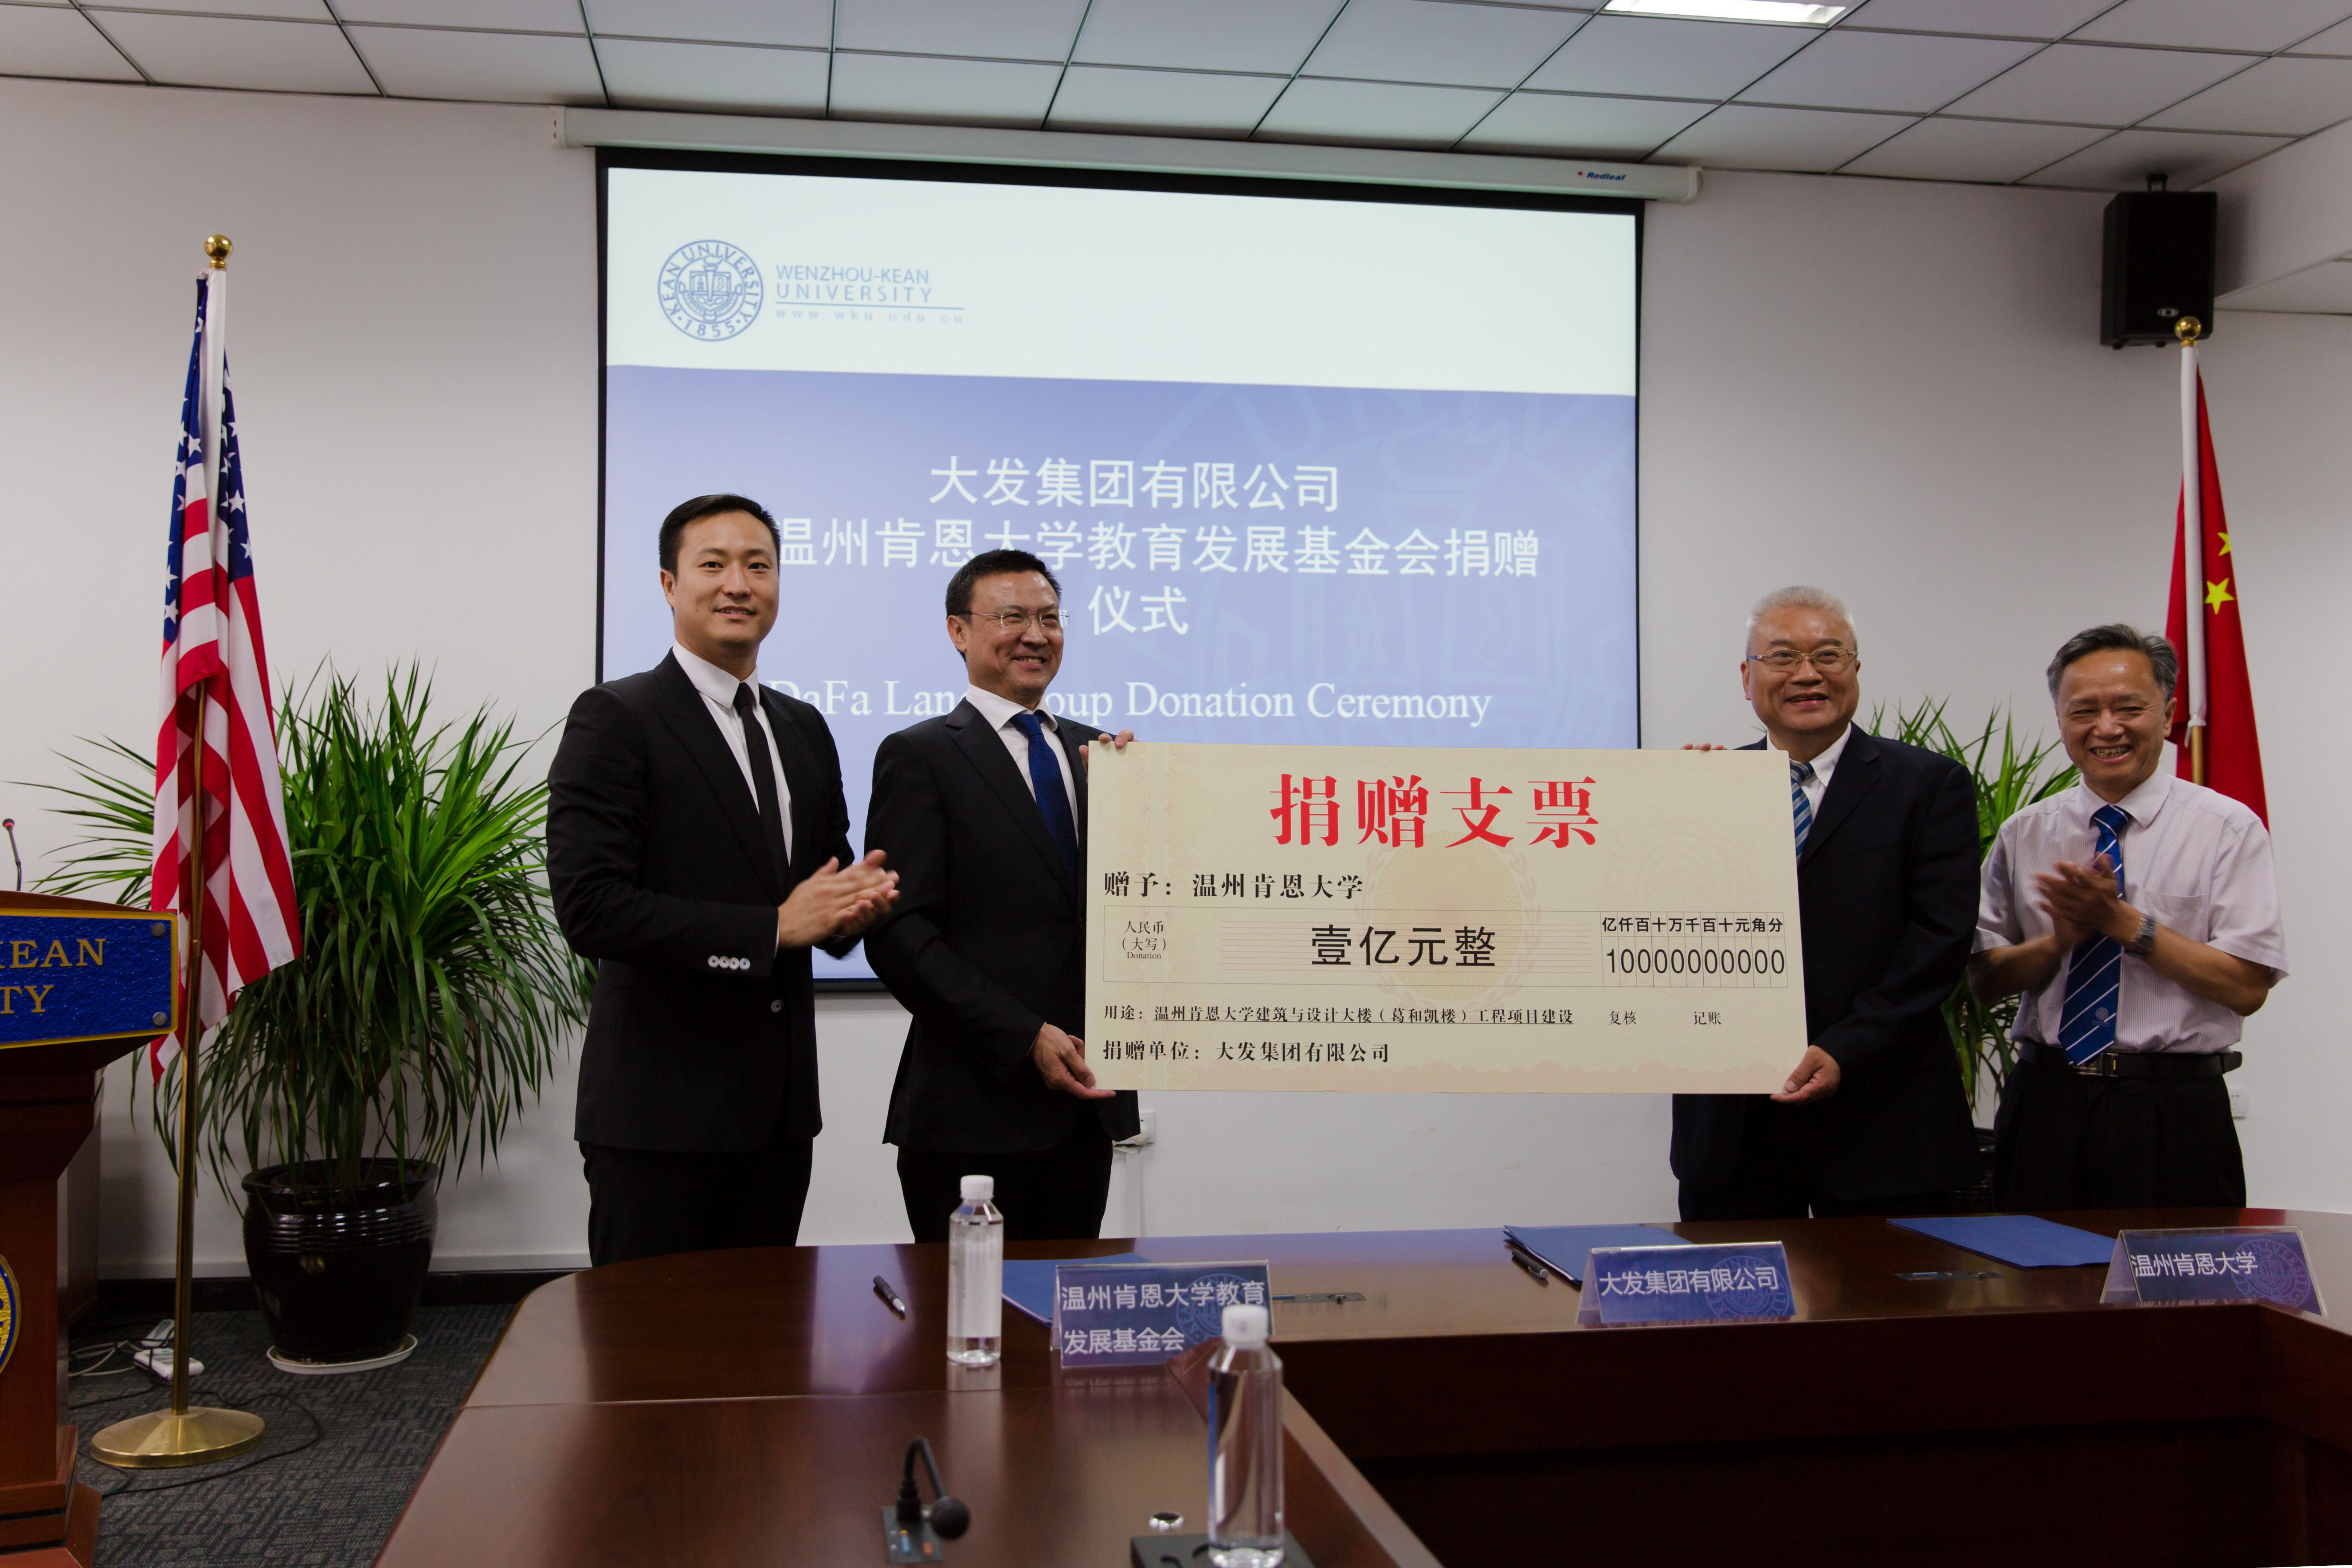 Redleaf
KEAN UNIVERSITY
1855
WENZHOU-KEAN
UNIVERSITY
www.wku.edu.cn
大发集团有限公司
温州肯恩大学教育发展基金会捐赠
仪式
DaFa Land Group Donation Ceremony
捐赠支票
赠予：温州肯恩大学
人民币
（大写）
Donation
壹亿元整
亿仟百十万千百十元角分
10000000000
用途：温州肯恩大学建筑与设计大楼（葛和凯楼）工程项目建设 复核 记账
捐赠单位：大发集团有限公司
KEAN
TY
温州肯恩大学教育
发展基金会
大发集团有限公司
温州肯恩大学